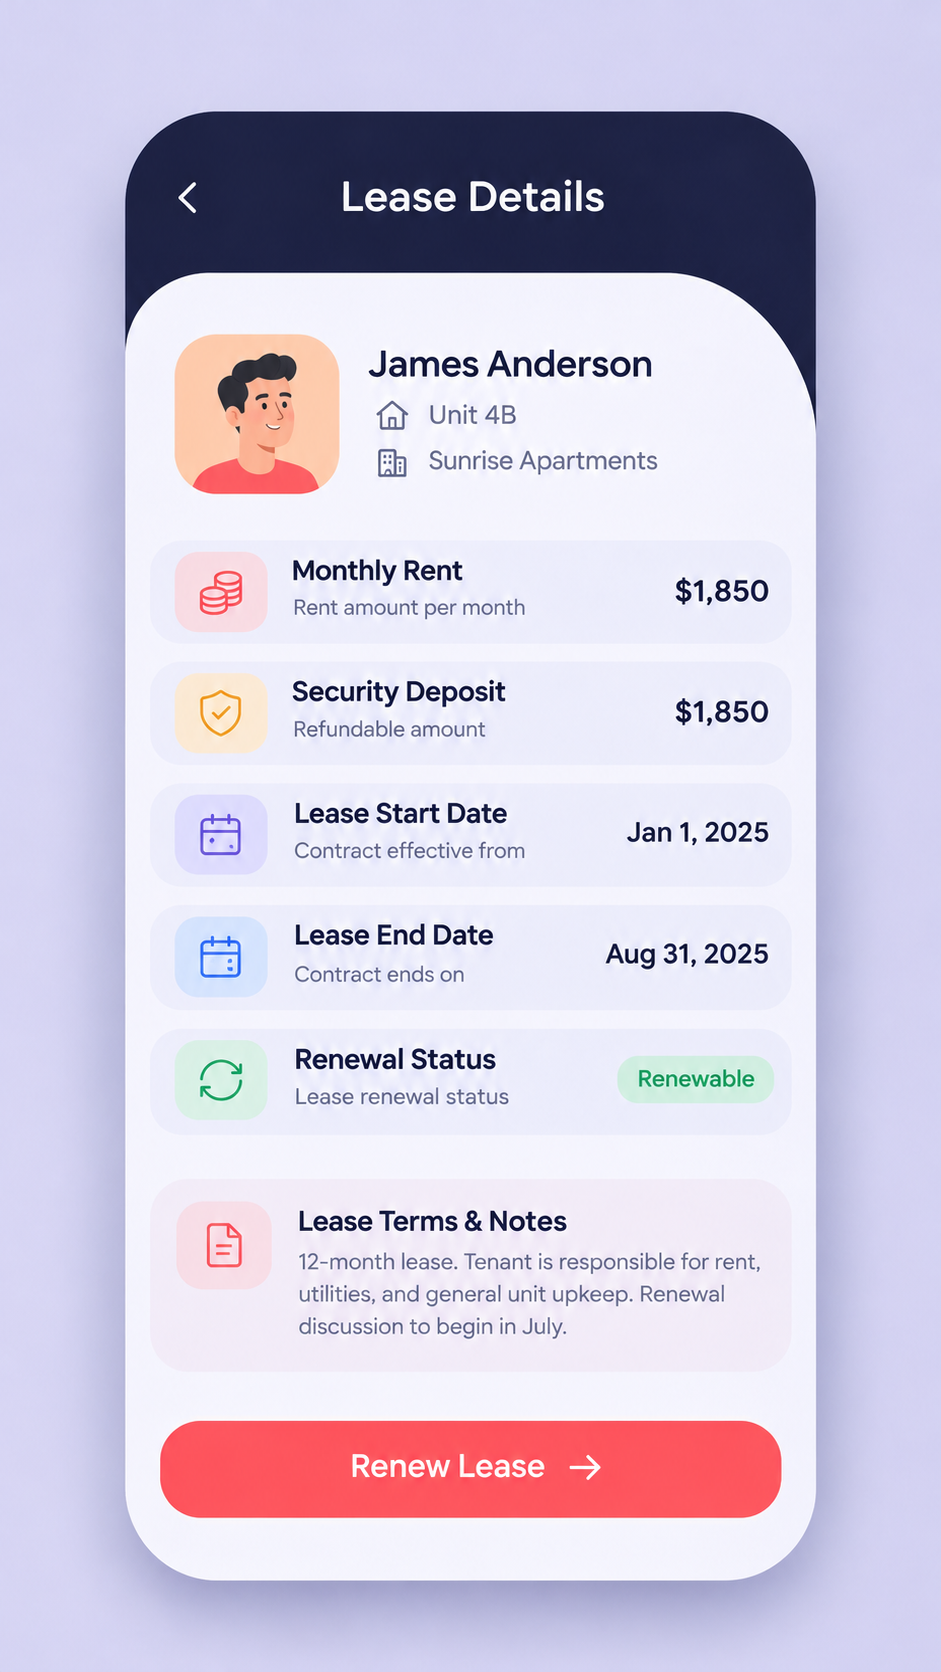 Lease Details
James Anderson
Unit 4B
Sunrise Apartments
Monthly Rent
Rent amount per month
$1,850
Security Deposit
Refundable amount
$1,850
Lease Start Date
Contract effective from
Jan 1, 2025
Lease End Date
Contract ends on
Aug 31, 2025
Renewal Status
Lease renewal status
Renewable
Lease Terms & Notes
12-month lease. Tenant is responsible for rent,
utilities, and general unit upkeep. Renewal
discussion to begin in July.
Renew Lease